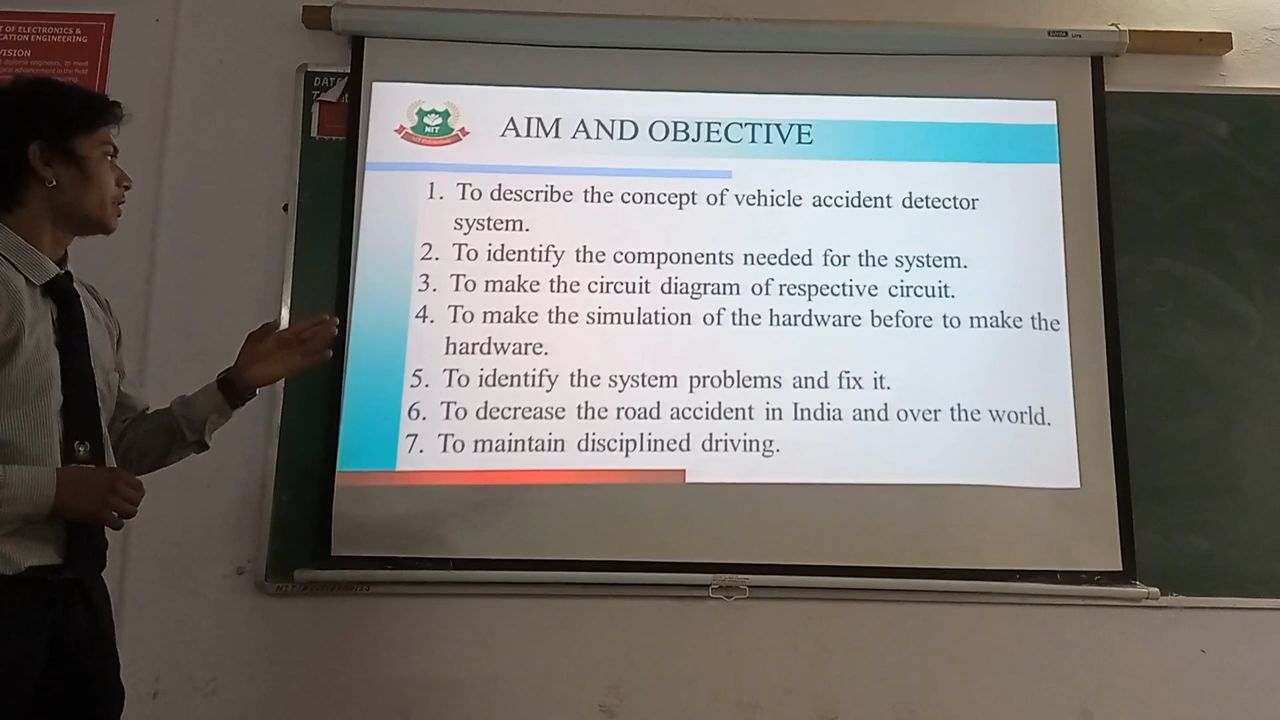 T OF ELECTRONICS &
CATION ENGINEERING
VISION
DATE
NIT
AIM AND OBJECTIVE
1. To describe the concept of vehicle accident detector
system.
2. To identify the components needed for the system.
3. To make the circuit diagram of respective circuit.
4. To make the simulation of the hardware before to make the
hardware.
5. To identify the system problems and fix it.
6. To decrease the road accident in India and over the world.
7. To maintain disciplined driving.